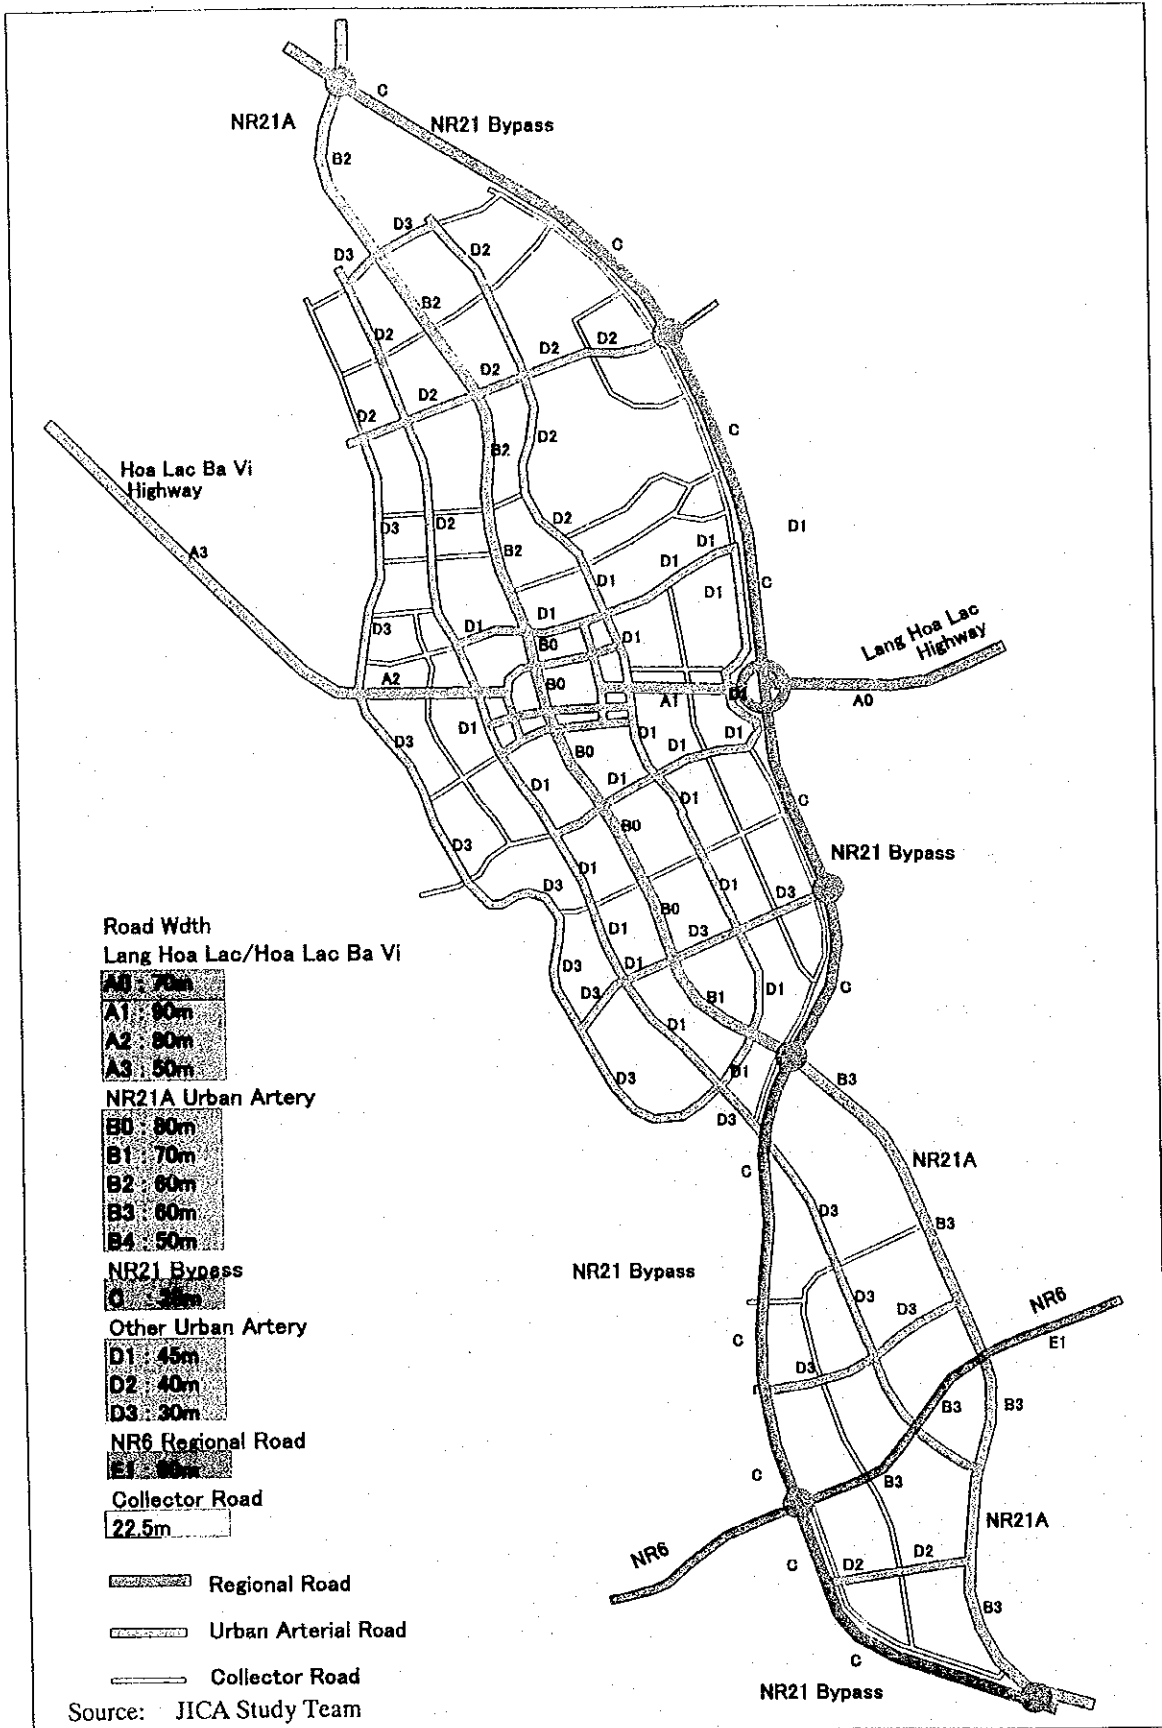 C
NR21A
NR21 Bypass
B2
D3
D3
D2
C
B2
D2
D2
D2
D2
D2
D2
D2
C
B2
D2
Hoa Lac Ba Vi
Highway
A3
D3
D2
D2
B2
D1
D1
D1
C
D1
D1
D3
D1
D1
B0
D1
Lang Hoa Lac
Highway
A2
B0
A1
D1
A0
D3
D1
B0
D1
D1
D1
D1
D1
D1
C
D3
B0
NR21 Bypass
D1
D3
D1
D3
B0
D1
D3
D1
D3
D3
B1
D1
C
D1
D3
D1
B3
D3
C
NR21A
D3
B3
NR21 Bypass
D3
D3
NR6
E1
C
D3
B3
B3
C
B3
NR21A
NR6
C
D2
D2
B3
C
NR21 Bypass
Road Wdth
Lang Hoa Lac/Hoa Lac Ba Vi
A0 : 70m
A1 : 90m
A2 : 80m
A3 : 50m
NR21A Urban Artery
B0 : 80m
B1 : 70m
B2 : 60m
B3 : 60m
B4 : 50m
NR21 Bypass
C
Other Urban Artery
D1 : 45m
D2 : 40m
D3 : 30m
NR6 Regional Road
E1
Collector Road
22.5m
Regional Road
Urban Arterial Road
Collector Road
Source: JICA Study Team